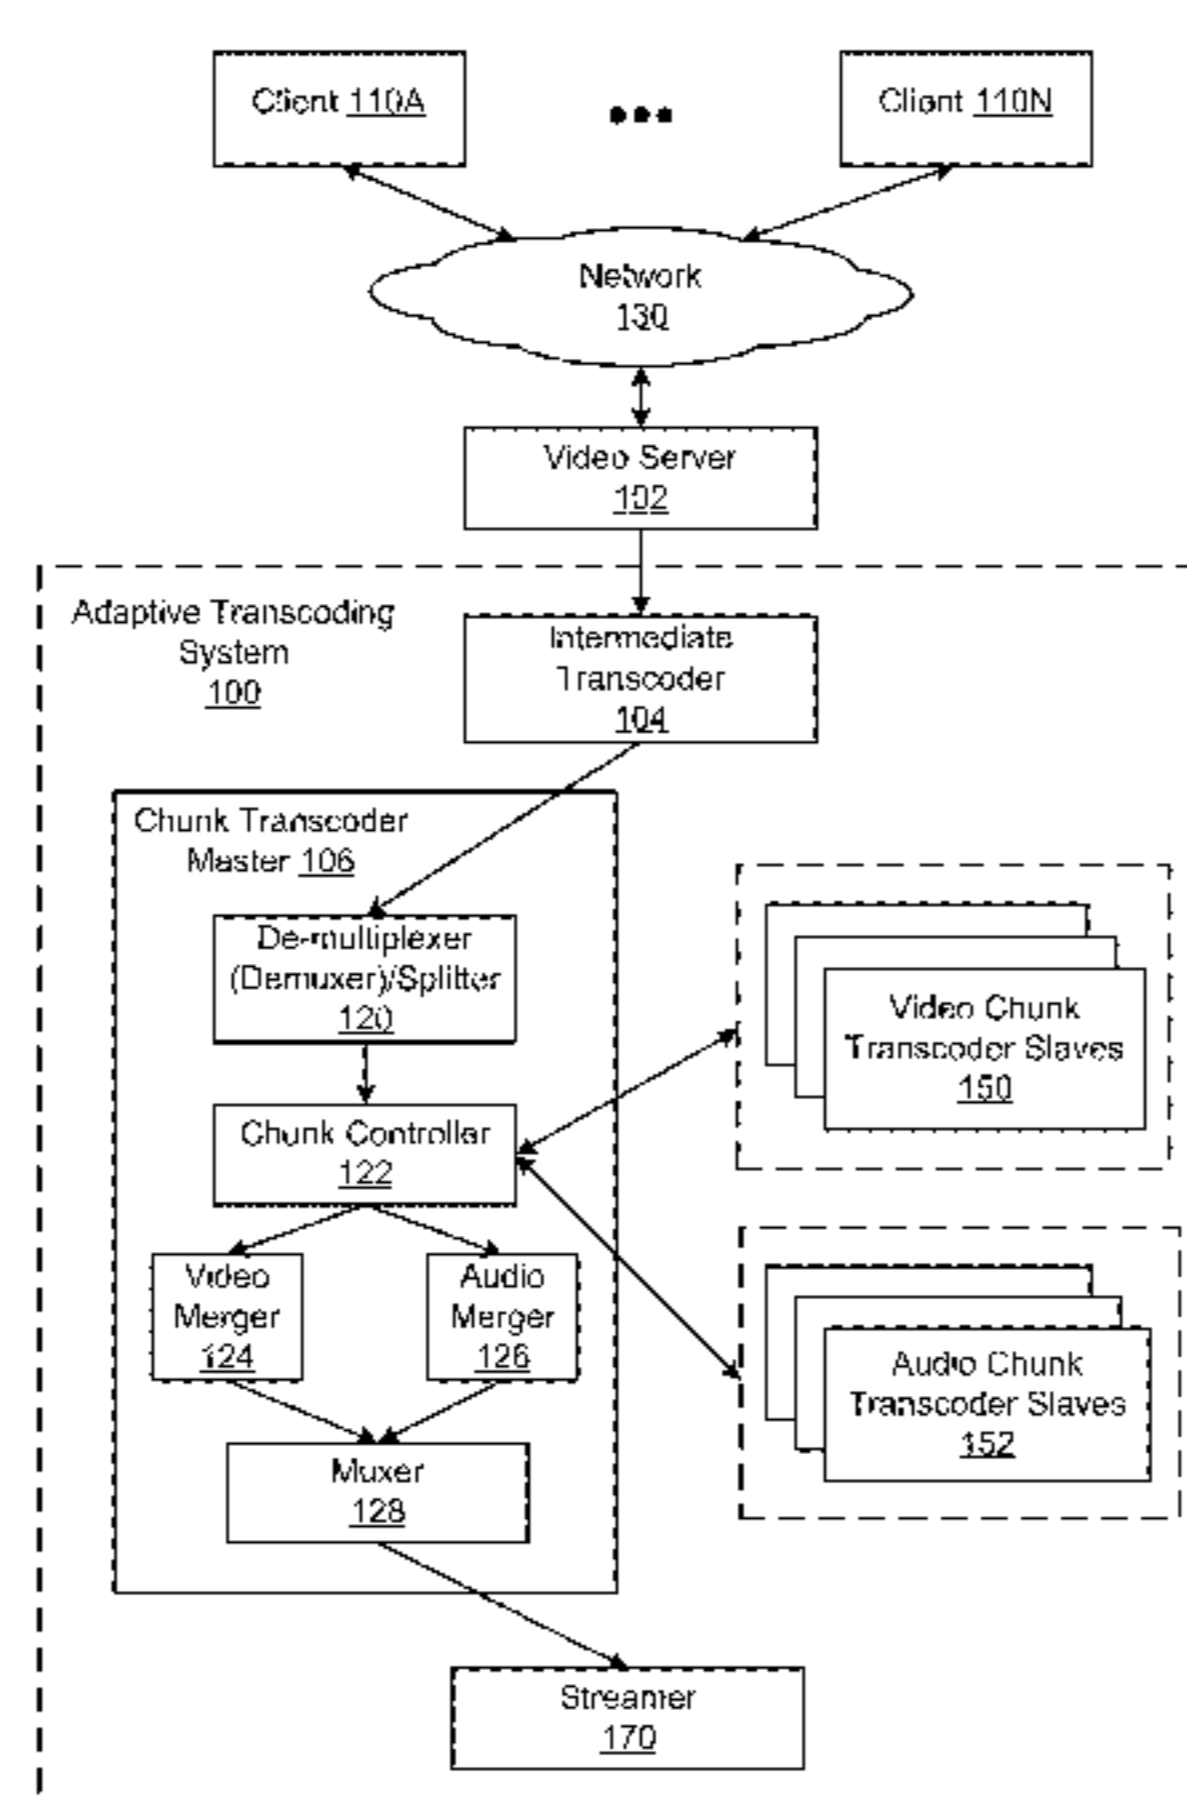 Client 110A
Client 110N
Network
130
Video Server
102
Adaptive Transcoding
System
100
Intermediate
Transcoder
104
Chunk Transcoder
Master 106
De-multiplexer
(Demuxer)/Splitter
120
Chunk Controller
122
Video
Merger
124
Audio
Merger
126
Muxer
128
Video Chunk
Transcoder Slaves
150
Audio Chunk
Transcoder Slaves
152
Streamer
170